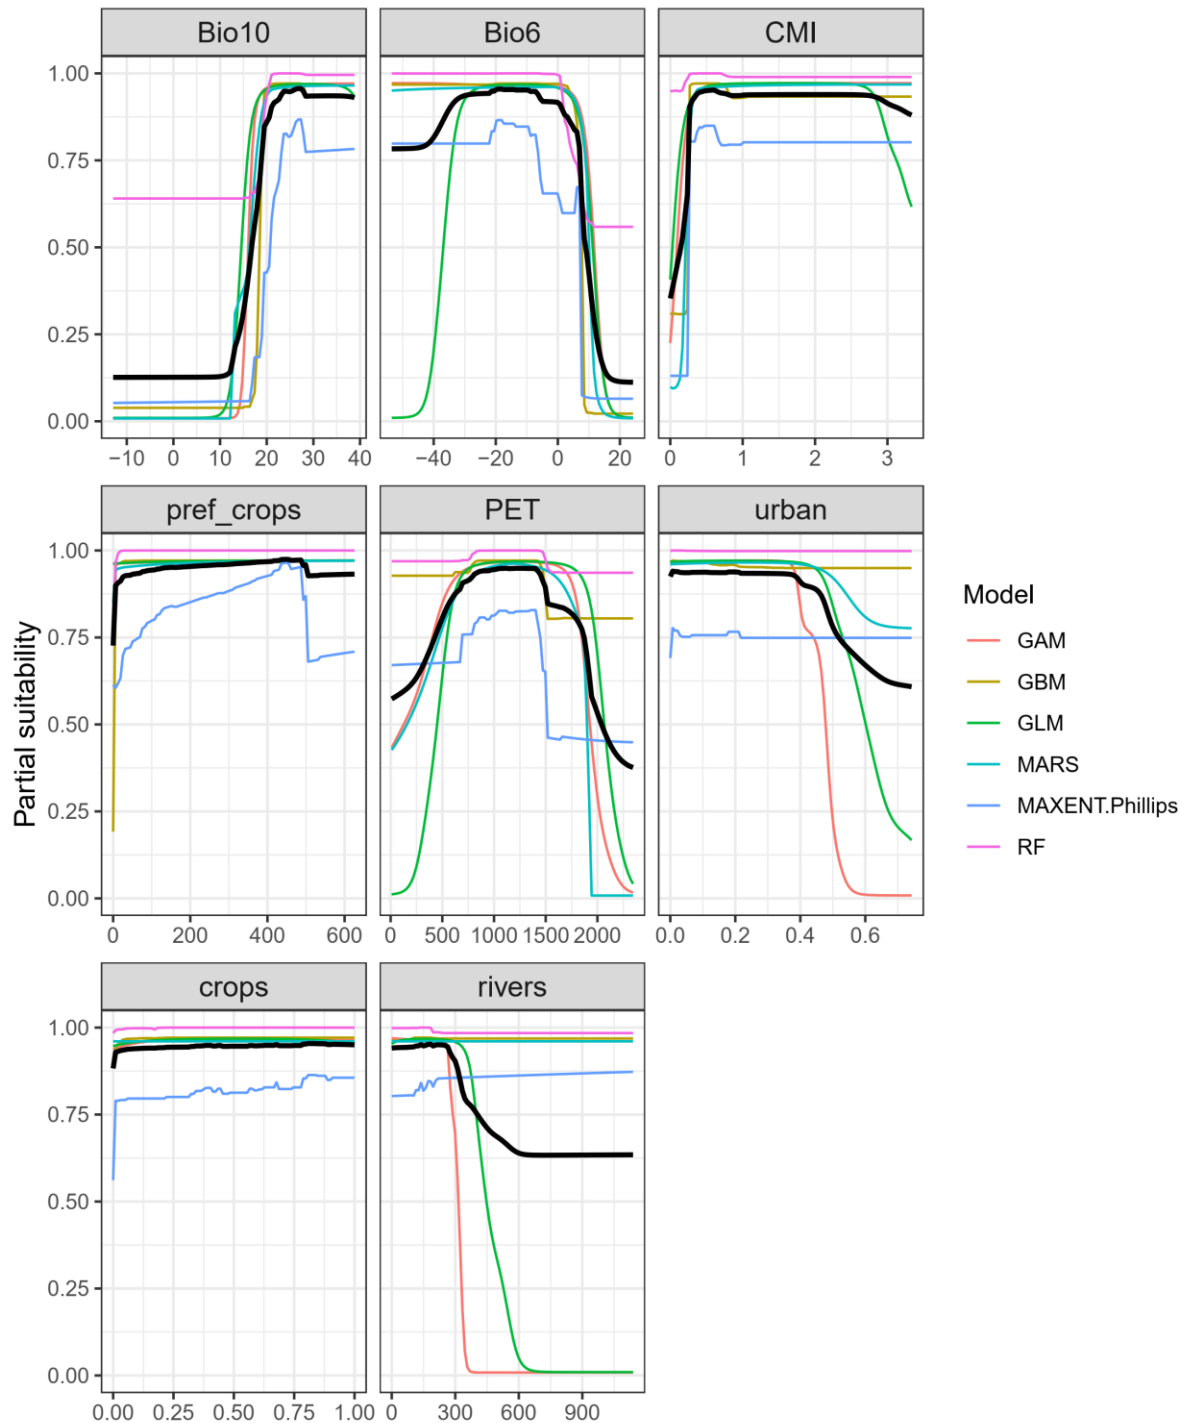 Bio10 Bio6 CMI
1.00
0.75
0.50
0.25
0.00
−10 0 10 20 30 40 −40 −20 0 20 0 1 2 3
pref_crops PET urban
1.00
0.75
0.50
0.25
0.00
0 200 400 600 0 500 1000 1500 2000 0.0 0.2 0.4 0.6
Partial suitability
Model
GAM
GBM
GLM
MARS
MAXENT.Phillips
RF
crops rivers
1.00
0.75
0.50
0.25
0.00
0.00 0.25 0.50 0.75 1.00 0 300 600 900